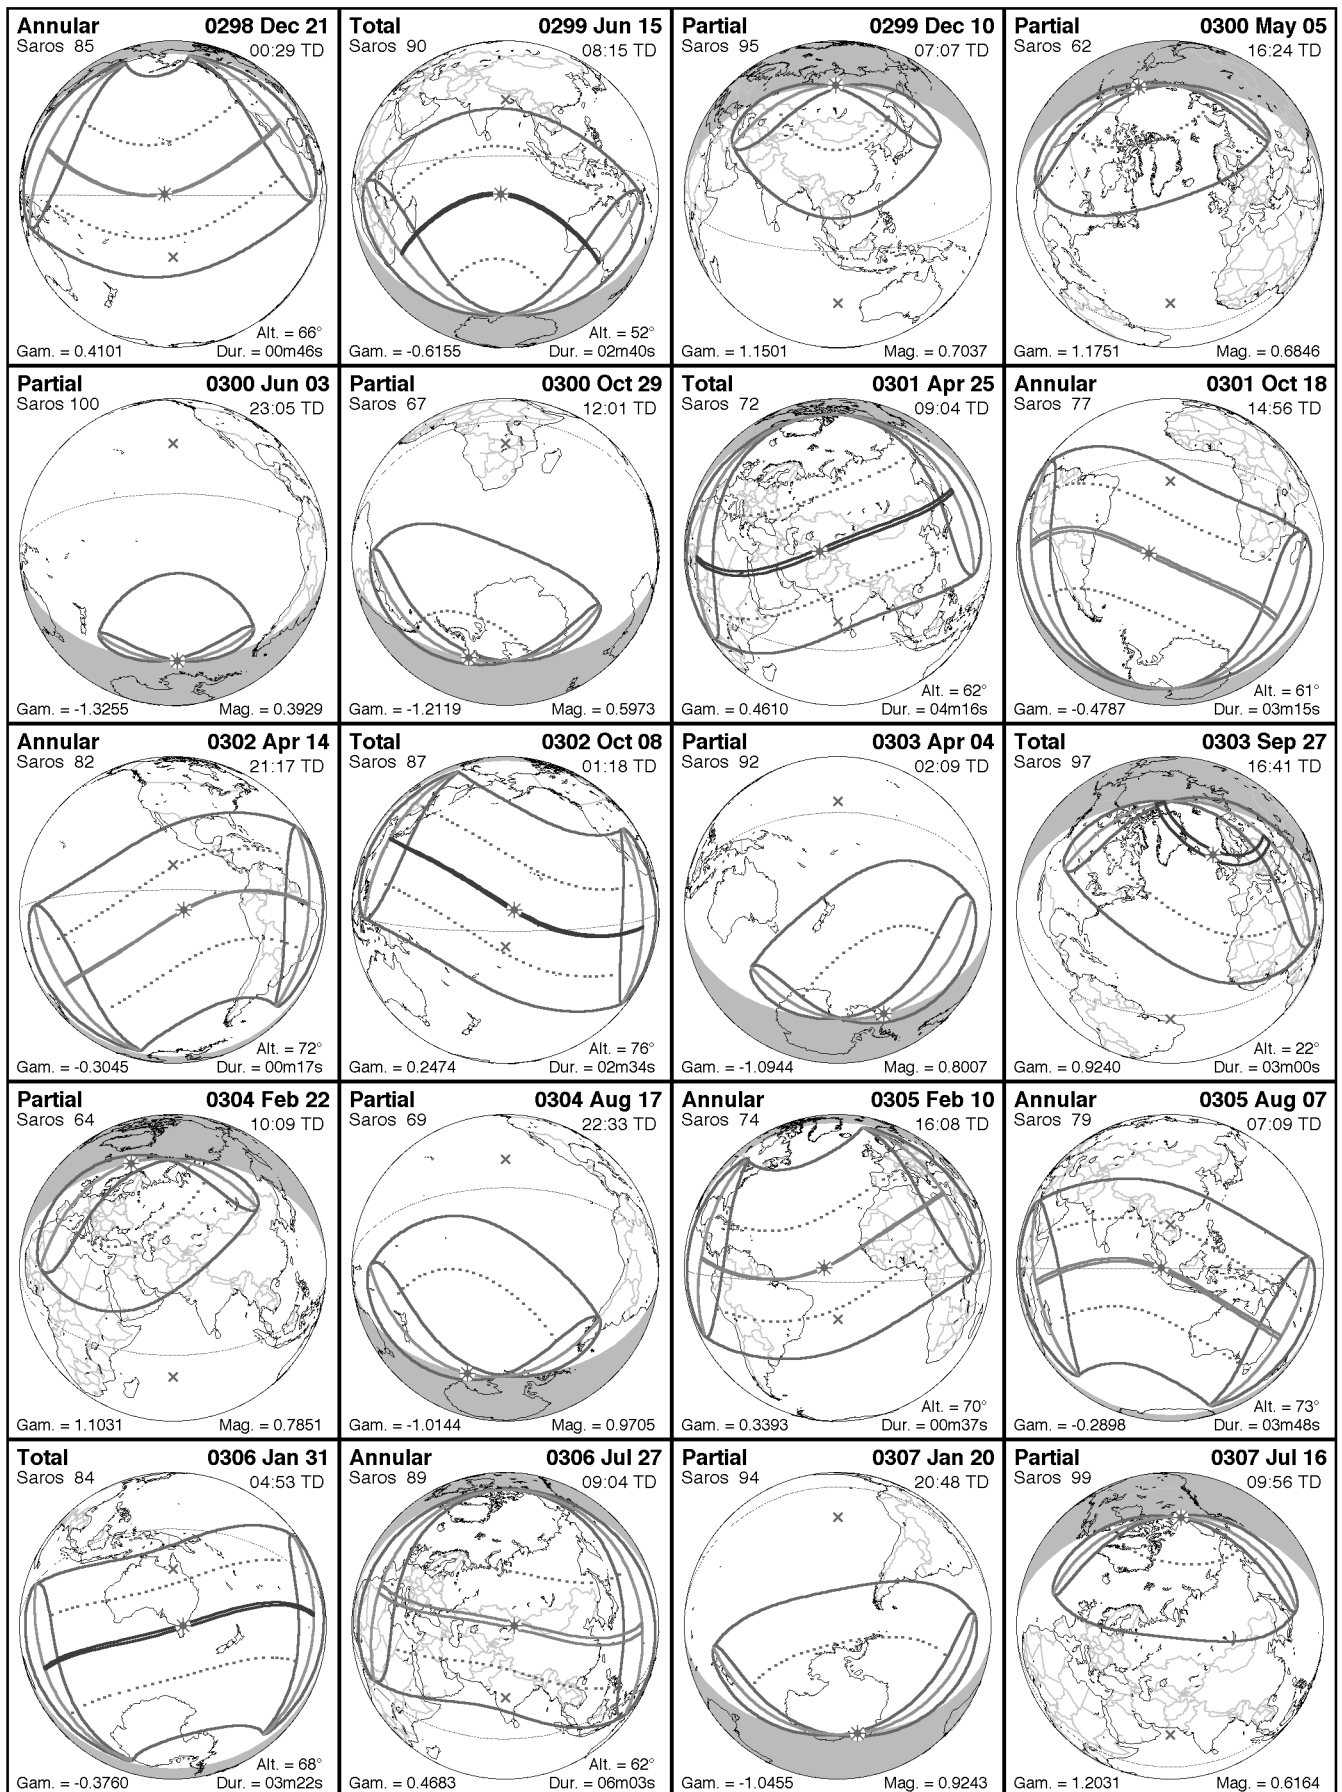 Annular 0298 Dec 21
Saros 85 00:29 TD
Alt. = 66°
Gam. = 0.4101 Dur. = 00m46s
Total 0299 Jun 15
Saros 90 08:15 TD
Alt. = 52°
Gam. = -0.6155 Dur. = 02m40s
Partial 0299 Dec 10
Saros 95 07:07 TD
Gam. = 1.1501 Mag. = 0.7037
Partial 0300 May 05
Saros 62 16:24 TD
Gam. = 1.1751 Mag. = 0.6846
Partial 0300 Jun 03
Saros 100 23:05 TD
Gam. = -1.3255 Mag. = 0.3929
Partial 0300 Oct 29
Saros 67 12:01 TD
Gam. = -1.2119 Mag. = 0.5973
Total 0301 Apr 25
Saros 72 09:04 TD
Alt. = 62°
Gam. = 0.4610 Dur. = 04m16s
Annular 0301 Oct 18
Saros 77 14:56 TD
Alt. = 61°
Gam. = -0.4787 Dur. = 03m15s
Annular 0302 Apr 14
Saros 82 21:17 TD
Alt. = 72°
Gam. = -0.3045 Dur. = 00m17s
Total 0302 Oct 08
Saros 87 01:18 TD
Alt. = 76°
Gam. = 0.2474 Dur. = 02m34s
Partial 0303 Apr 04
Saros 92 02:09 TD
Gam. = -1.0944 Mag. = 0.8007
Total 0303 Sep 27
Saros 97 16:41 TD
Alt. = 22°
Gam. = 0.9240 Dur. = 03m00s
Partial 0304 Feb 22
Saros 64 10:09 TD
Gam. = 1.1031 Mag. = 0.7851
Partial 0304 Aug 17
Saros 69 22:33 TD
Gam. = -1.0144 Mag. = 0.9705
Annular 0305 Feb 10
Saros 74 16:08 TD
Alt. = 70°
Gam. = 0.3393 Dur. = 00m37s
Annular 0305 Aug 07
Saros 79 07:09 TD
Alt. = 73°
Gam. = -0.2898 Dur. = 03m48s
Total 0306 Jan 31
Saros 84 04:53 TD
Alt. = 68°
Gam. = -0.3760 Dur. = 03m22s
Annular 0306 Jul 27
Saros 89 09:04 TD
Alt. = 62°
Gam. = 0.4683 Dur. = 06m03s
Partial 0307 Jan 20
Saros 94 20:48 TD
Gam. = -1.0455 Mag. = 0.9243
Partial 0307 Jul 16
Saros 99 09:56 TD
Gam. = 1.2031 Mag. = 0.6164